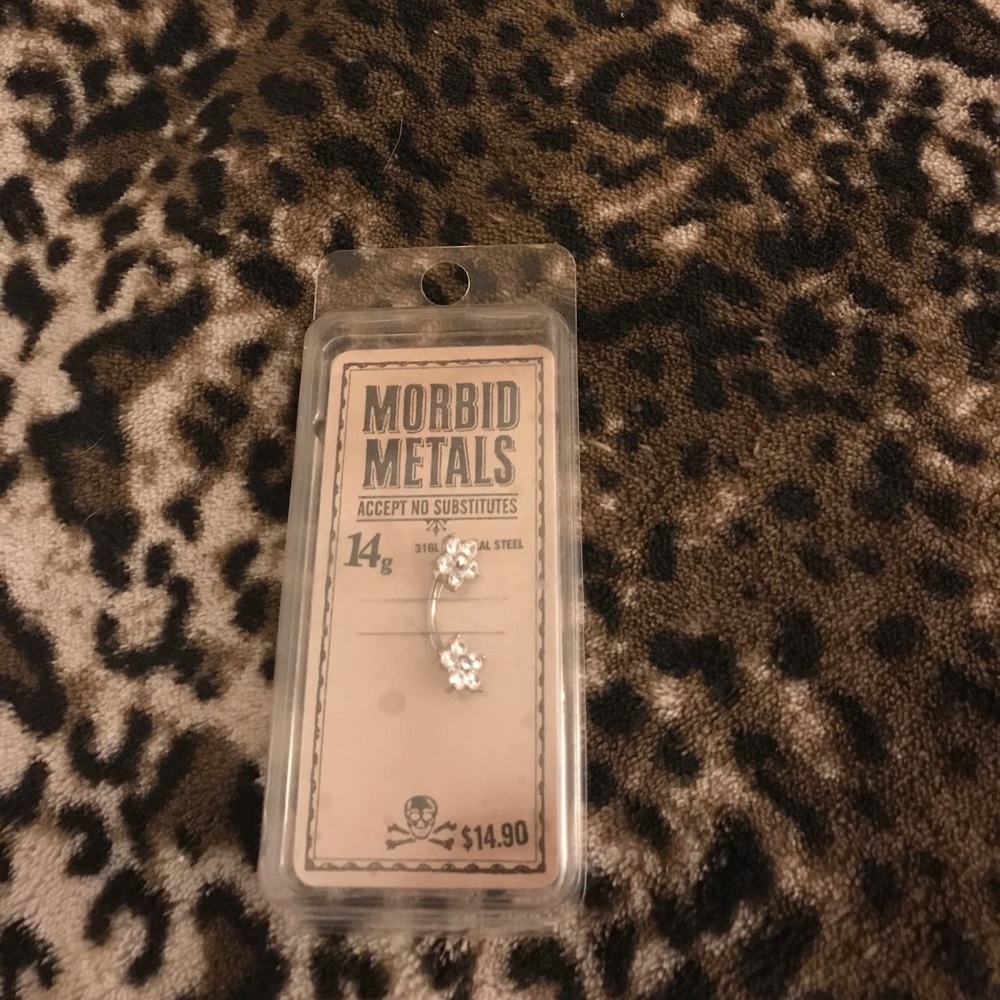 MORBID
METALS
ACCEPT NO SUBSTITUTES
14g
316L AL STEEL
$14.90